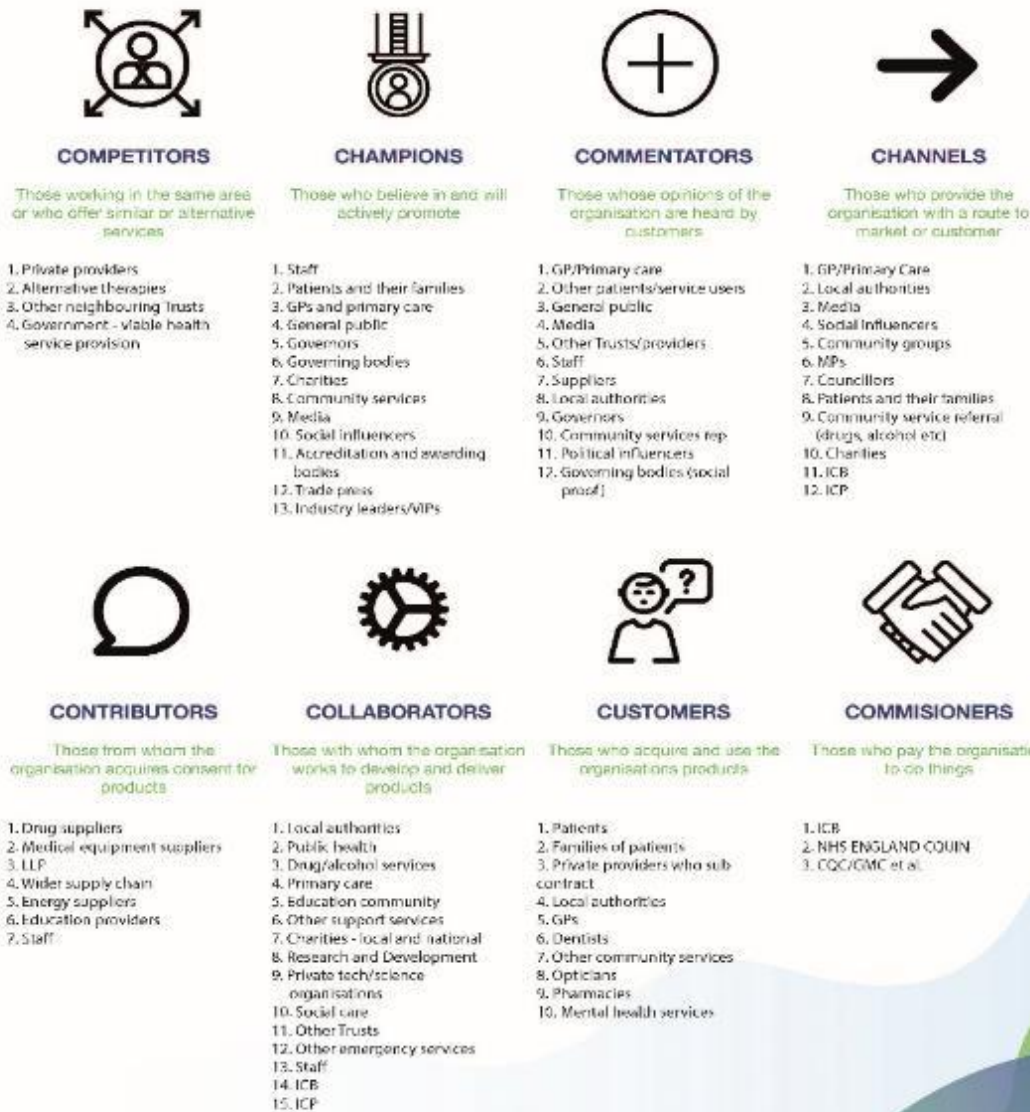 COMPETITORS
Those working in the same area
or who offer similar or alternative
services
1. Private providers
2. Alternative therapies
3. Other neighbouring Trusts
4. Government - viable health
service provision
CHAMPIONS
Those who believe in and will
actively promote
1. Staff
2. Patients and their families
3. GPs and primary care
4. General public
5. Governors
6. Governing bodies
7. Charities
8. Community services
9. Media
10. Social influencers
11. Accreditation and awarding
bodies
12. Trade press
13. Industry leaders/VIPs
COMMENTATORS
Those whose opinions of the
organisation are heard by
customers
1. GP/Primary care
2. Other patients/service users
3. General public
4. Media
5. Other Trusts/providers
6. Staff
7. Suppliers
8. Local authorities
9. Governors
10. Community services rep
11. Political influencers
12. Governing bodies (social
proof)
CHANNELS
Those who provide the
organisation with a route to
market or customer
1. GP/Primary Care
2. Local authorities
3. Media
4. Social influencers
5. Community groups
6. MPs
7. Councillors
8. Patients and their families
9. Community service referral
(drugs, alcohol etc)
10. Charities
11. ICB
12. ICP
CONTRIBUTORS
Those from whom the
organisation acquires consent for
products
1. Drug suppliers
2. Medical equipment suppliers
3. LLP
4. Wider supply chain
5. Energy suppliers
6. Education providers
7. Staff
COLLABORATORS
Those with whom the organisation
works to develop and deliver
products
1. Local authorities
2. Public health
3. Drug/alcohol services
4. Primary care
5. Education community
6. Other support services
7. Charities - local and national
8. Research and Development
9. Private tech/science
organisations
10. Social care
11. Other Trusts
12. Other emergency services
13. Staff
14. ICB
15. ICP
CUSTOMERS
Those who acquire and use the
organisations products
1. Patients
2. Families of patients
3. Private providers who sub
contract
4. Local authorities
5. GPs
6. Dentists
7. Other community services
8. Opticians
9. Pharmacies
10. Mental health services
COMMISIONERS
Those who pay the organisati
to do things
1. ICB
2. NHS ENGLAND
3. CQC/GMC et al.
?